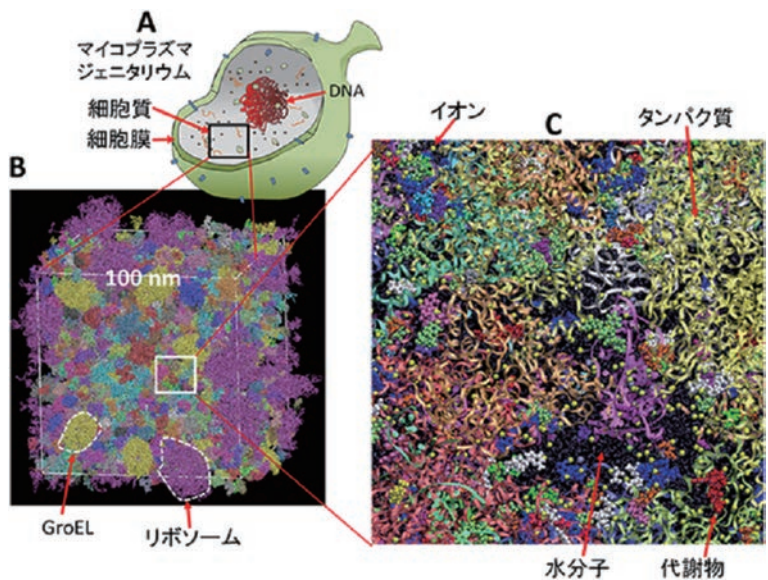 A
マイコプラズマ
ジェニタリウム
DNA
細胞質
細胞膜
B
100 nm
GroEL
リボソーム
イオン
C
タンパク質
水分子
代謝物